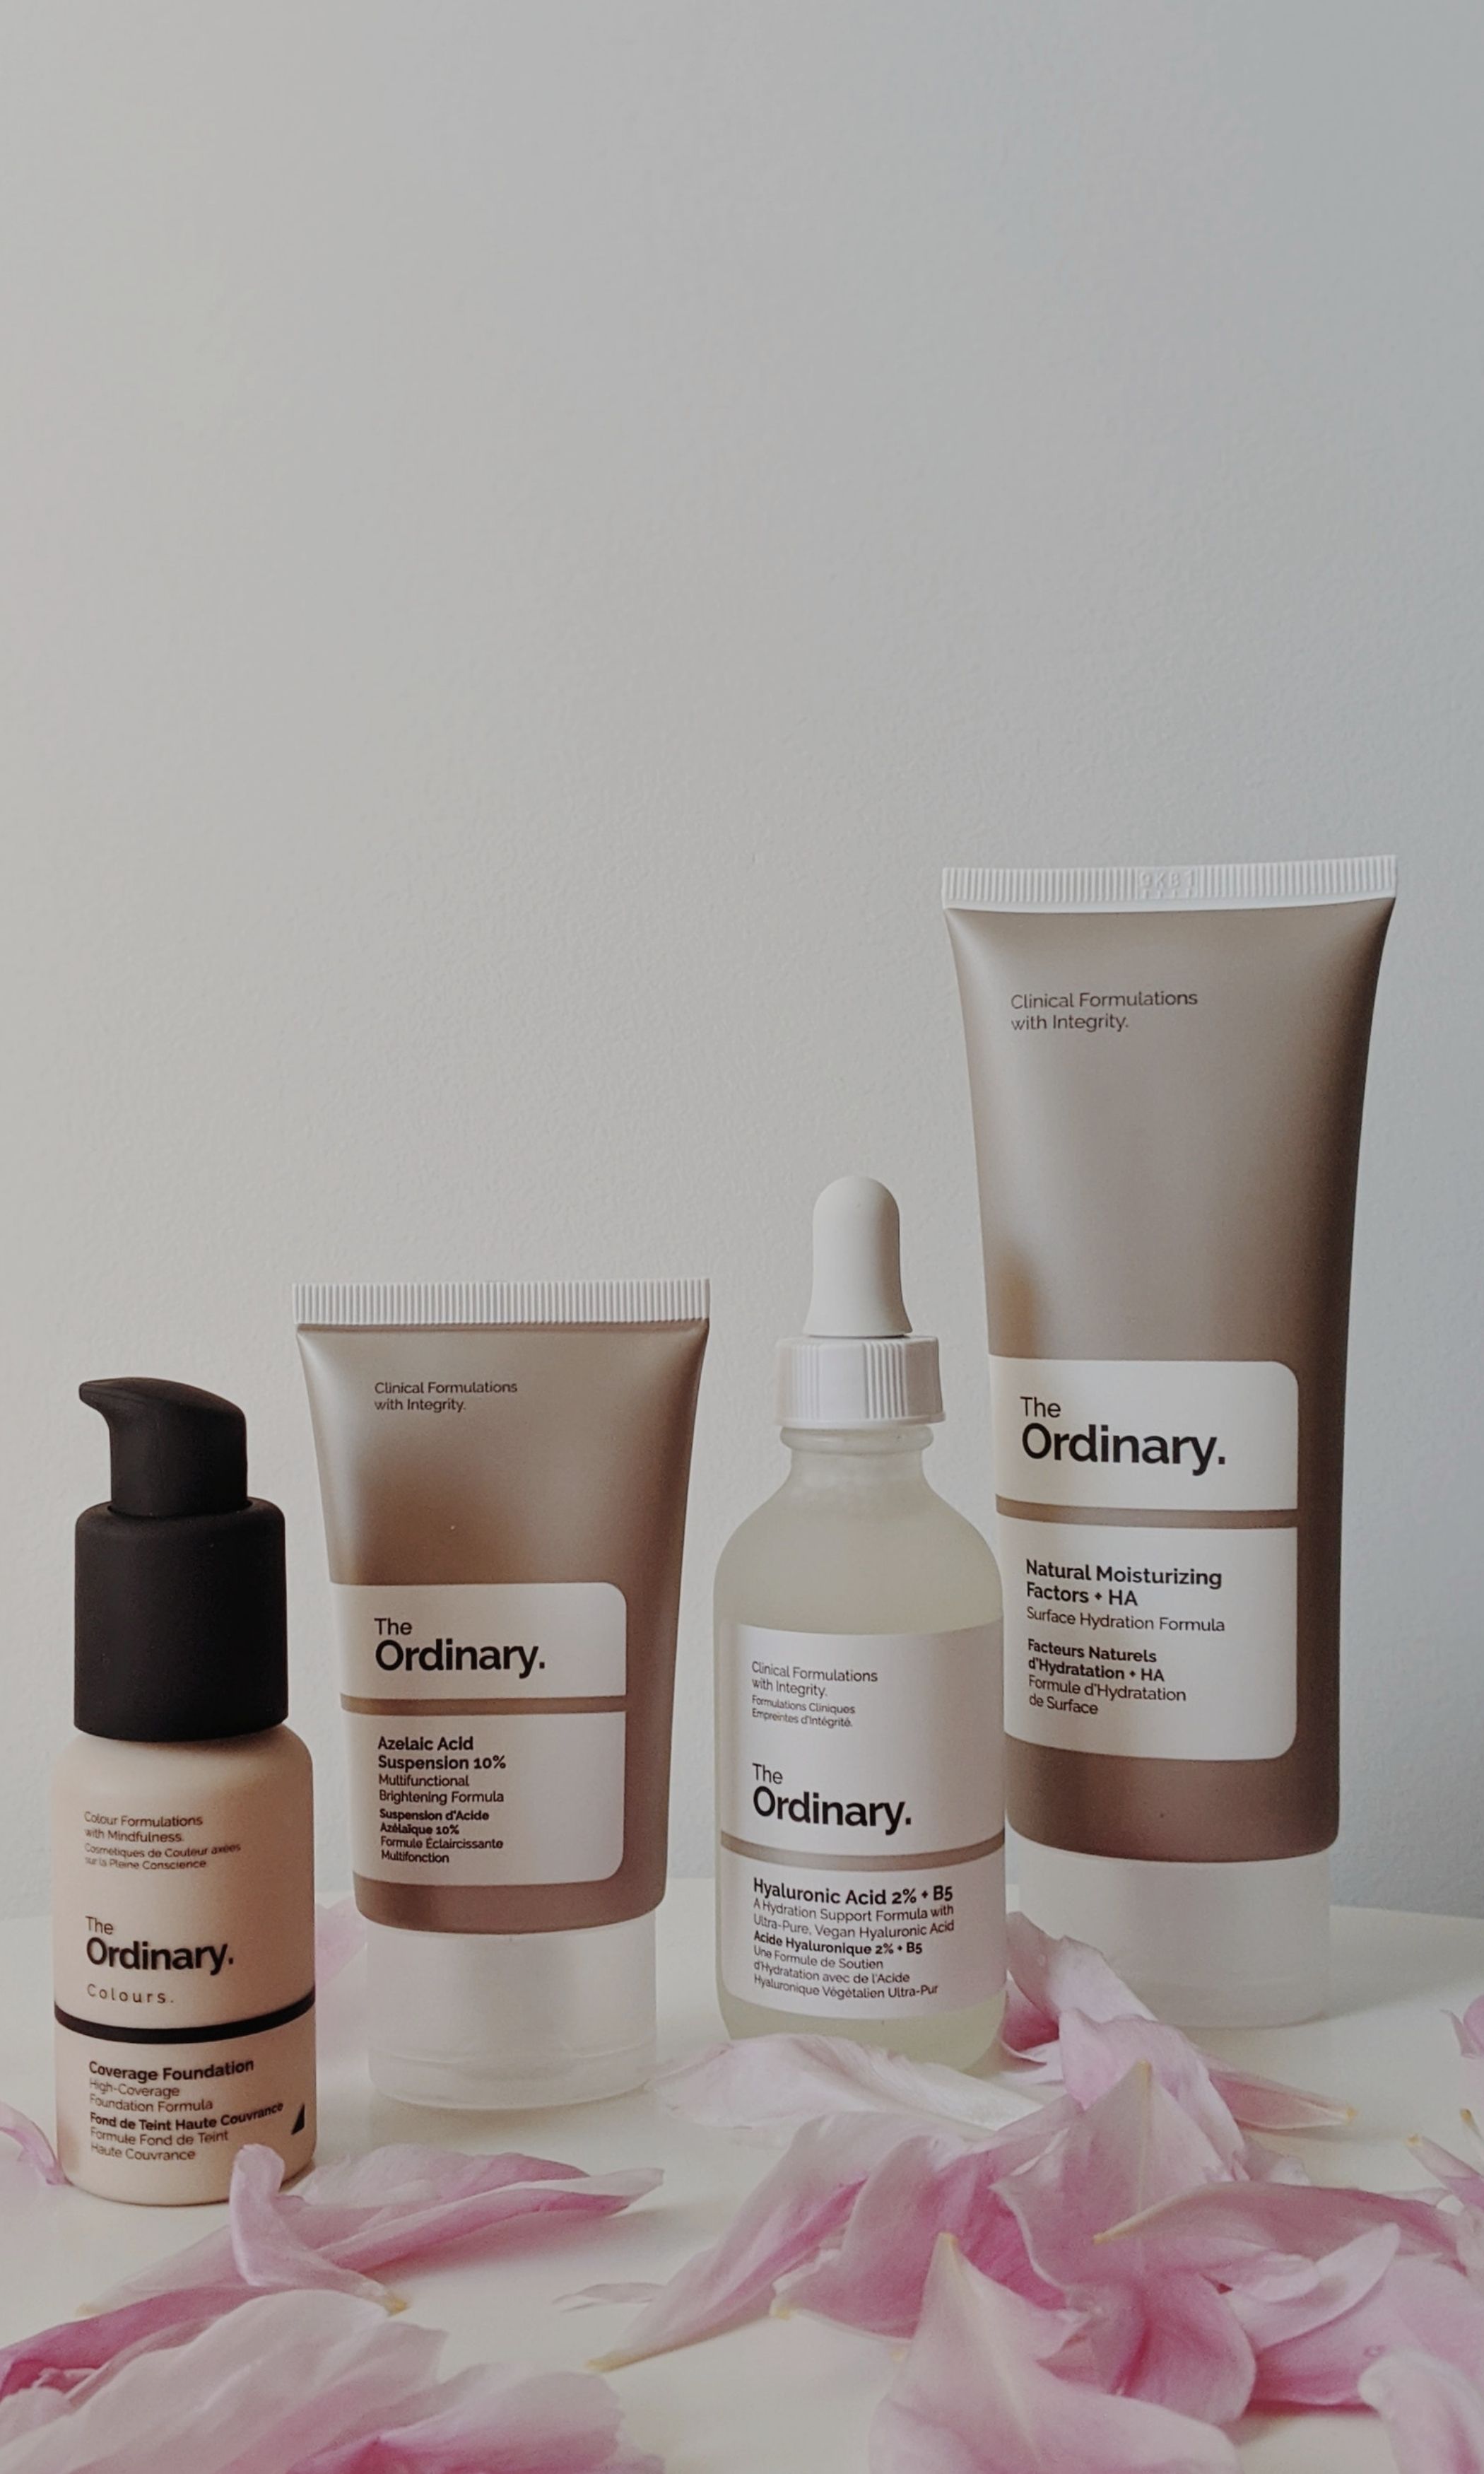 Colour Formulations
with Mindfulness.
Cosmétiques de Couleur axées
sur la Pleine Conscience.
The
Ordinary.
Colours.
Coverage Foundation
High-Coverage
Foundation Formula
Fond de Teint Haute Couvrance
Formule Fond de Teint
Haute Couvrance
Clinical Formulations
with Integrity.
The
Ordinary.
Azelaic Acid
Suspension 10%
Multifunctional
Brightening Formula
Suspension d'Acide
Azélaïque 10%
Formule Éclaircissante
Multifonction
Clinical Formulations
with Integrity.
Formulations Cliniques
Empreintes d'Intégrité.
The
Ordinary.
Hyaluronic Acid 2% + B5
A Hydration Support Formula with
Ultra-Pure, Vegan Hyaluronic Acid
Acide Hyaluronique 2% + B5
Une Formule de Soutien
d'Hydratation avec de l'Acide
Hyaluronique Végétalien Ultra-Pur
Clinical Formulations
with Integrity.
The
Ordinary.
Natural Moisturizing
Factors + HA
Surface Hydration Formula
Facteurs Naturels
d'Hydratation + HA
Formule d'Hydratation
de Surface